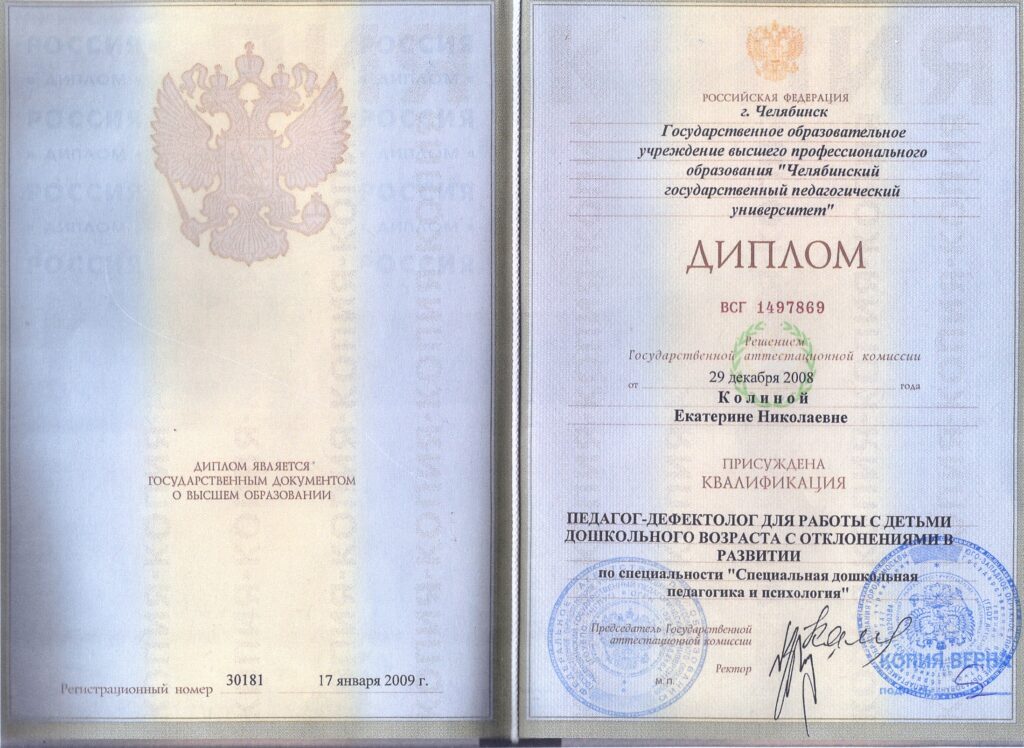 ДИПЛОМ ЯВЛЯЕТСЯ
ГОСУДАРСТВЕННЫМ ДОКУМЕНТОМ
О ВЫСШЕМ ОБРАЗОВАНИИ
Регистрационный номер 30181 17 января 2009 г.
РОССИЙСКАЯ ФЕДЕРАЦИЯ
г. Челябинск
Государственное образовательное
учреждение высшего профессионального
образования "Челябинский
государственный педагогический
университет"
ДИПЛОМ
ВСГ 1497869
Решением
Государственной аттестационной комиссии
от 29 декабря 2008 года
Колиной
Екатерине Николаевне
ПРИСУЖДЕНА
КВАЛИФИКАЦИЯ
ПЕДАГОГ-ДЕФЕКТОЛОГ ДЛЯ РАБОТЫ С ДЕТЬМИ
ДОШКОЛЬНОГО ВОЗРАСТА С ОТКЛОНЕНИЯМИ В
РАЗВИТИИ
по специальности "Специальная дошкольная
педагогика и психология"
Председатель Государственной
аттестационной комиссии
Ректор
М.П.
КОПИЯ ВЕРНА